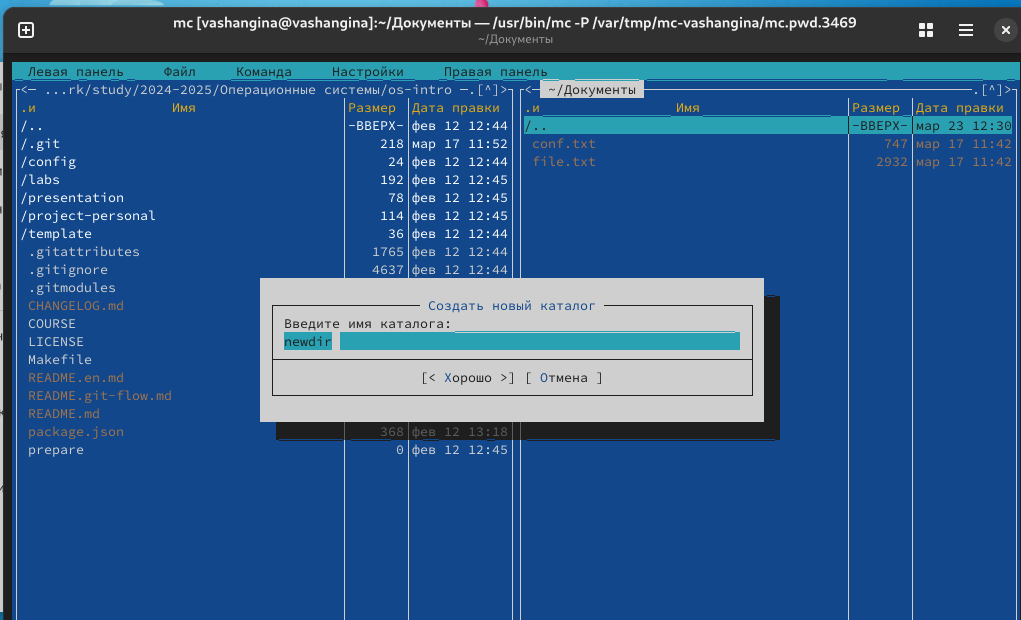 mc [vashangina@vashangina]:~/Документы — /usr/bin/mc -P /var/tmp/mc-vashangina/mc.pwd.3469
~/Документы
Левая панель Файл Команда Настройки Правая панель
<— ...rk/study/2024-2025/Операционные системы/os-intro —.[^]>
.и Имя Размер Дата правки
/.. -ВВЕРХ- фев 12 12:44
/.git 218 мар 17 11:52
/config 24 фев 12 12:44
/labs 192 фев 12 12:45
/presentation 78 фев 12 12:45
/project-personal 114 фев 12 12:45
/template 36 фев 12 12:44
.gitattributes 1765 фев 12 12:44
.gitignore 4637 фев 12 12:44
.gitmodules
CHANGELOG.md
COURSE
LICENSE
Makefile
README.en.md
README.git-flow.md
README.md
package.json 368 фев 12 13:18
prepare 0 фев 12 12:45
<— ~/Документы .[^]>
.и Имя Размер Дата правки
/.. -ВВЕРХ- мар 23 12:30
conf.txt 747 мар 17 11:42
file.txt 2932 мар 17 11:42
Создать новый каталог
Введите имя каталога:
newdir
[< Хорошо >] [ Отмена ]